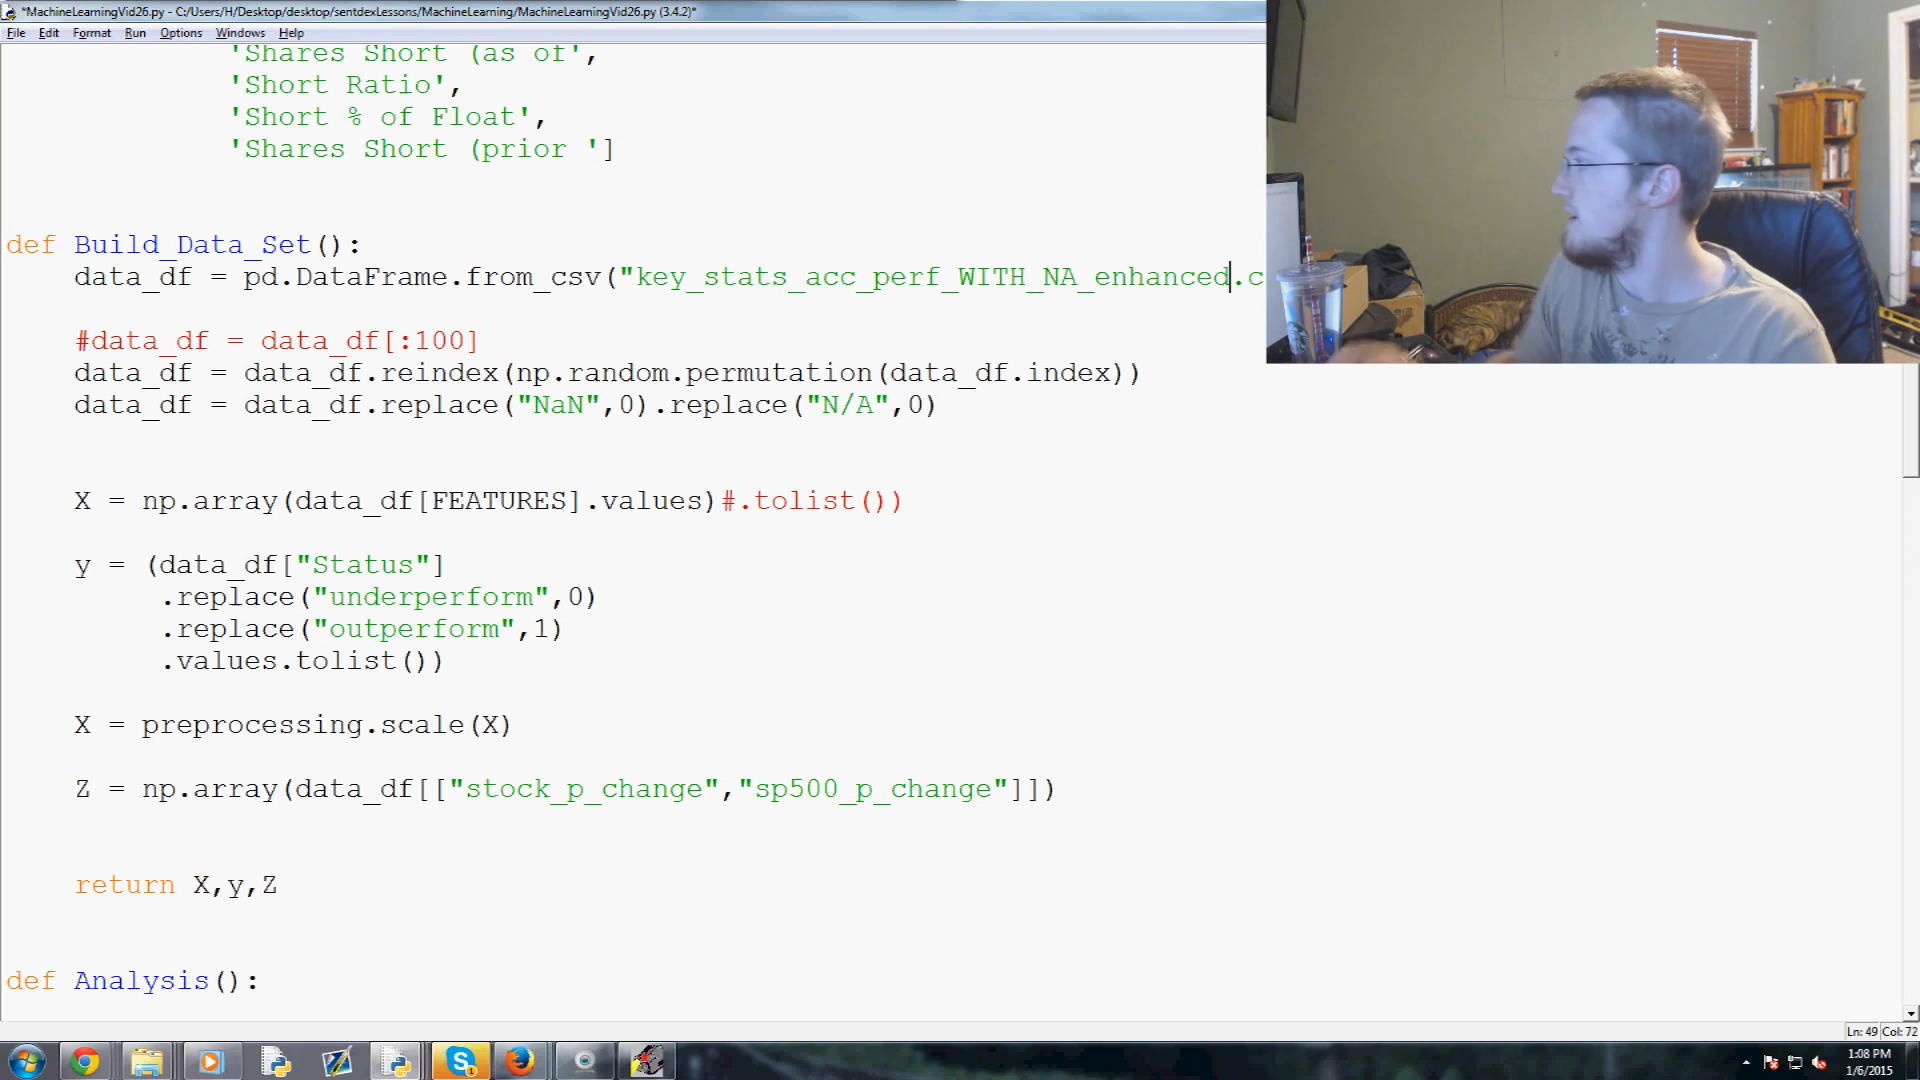 *MachineLearningVid26.py - C:/Users/H/Desktop/desktop/sentdexLessons/MachineLearning/MachineLearningVid26.py (3.4.2)*
File Edit Format Run Options Windows Help
'Shares Short (as of',
'Short Ratio',
'Short % of Float',
'Shares Short (prior ']
def Build_Data_Set():
data_df = pd.DataFrame.from_csv("key_stats_acc_perf_WITH_NA_enhanced.c
#data_df = data_df[:100]
data_df = data_df.reindex(np.random.permutation(data_df.index))
data_df = data_df.replace("NaN",0).replace("N/A",0)
X = np.array(data_df[FEATURES].values)#.tolist())
y = (data_df["Status"]
.replace("underperform",0)
.replace("outperform",1)
.values.tolist())
X = preprocessing.scale(X)
Z = np.array(data_df[["stock_p_change","sp500_p_change"]])
return X,y,Z
def Analysis():
Ln: 49 Col: 72
1:08 PM
1/6/2015